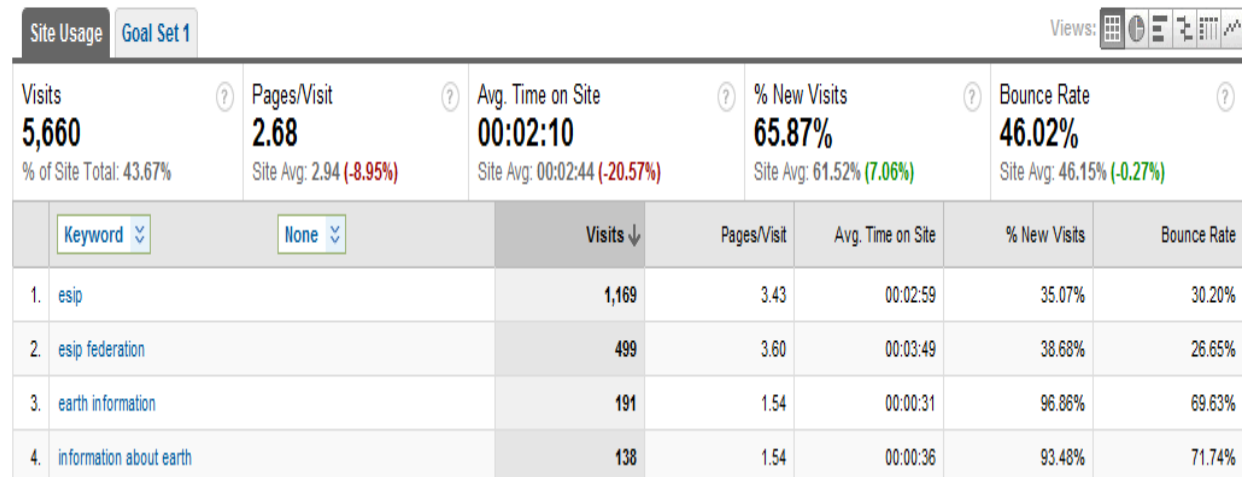 Site Usage Goal Set 1 Views:
Visits ? Pages/Visit ? Avg. Time on Site ? % New Visits ? Bounce Rate ?
5,660 2.68 00:02:10 65.87% 46.02%
% of Site Total: 43.67% Site Avg: 2.94 (-8.95%) Site Avg: 00:02:44 (-20.57%) Site Avg: 61.52% (7.06%) Site Avg: 46.15% (-0.27%)
Keyword None Visits Pages/Visit Avg. Time on Site % New Visits Bounce Rate
1. esip 1,169 3.43 00:02:59 35.07% 30.20%
2. esip federation 499 3.60 00:03:49 38.68% 26.65%
3. earth information 191 1.54 00:00:31 96.86% 69.63%
4. information about earth 138 1.54 00:00:36 93.48% 71.74%